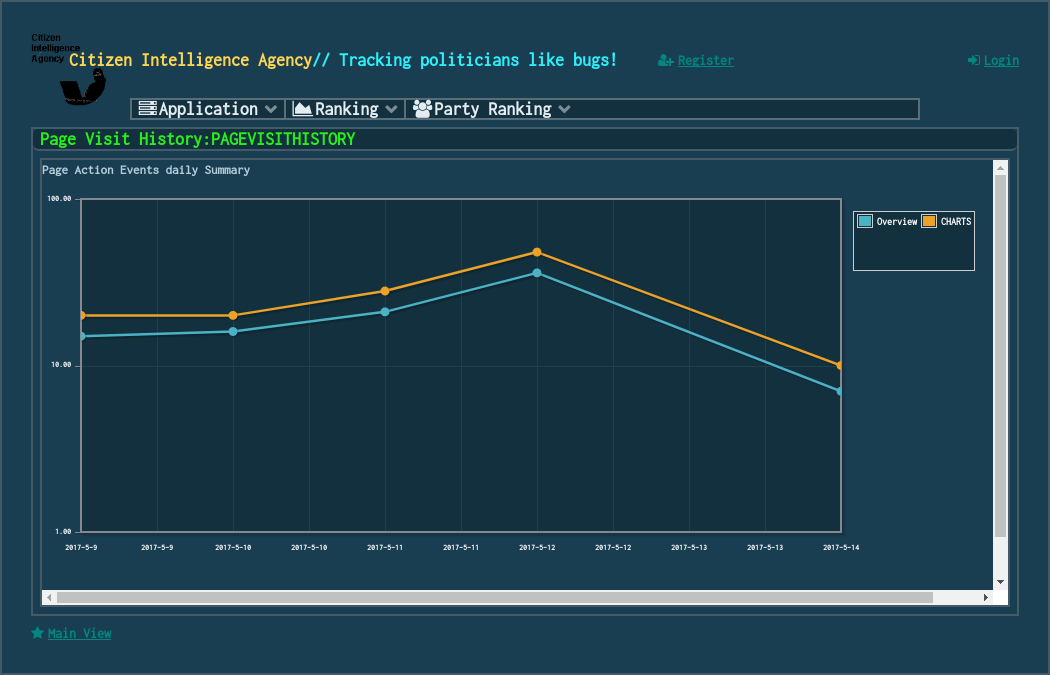 Citizen
Intelligence
Agency
Citizen Intelligence Agency// Tracking politicians like bugs!
Register
Login
Application
Ranking
Party Ranking
Page Visit History:PAGEVISITHISTORY
Page Action Events daily Summary
100.00
10.00
1.00
Overview CHARTS
2017-5-9 2017-5-9 2017-5-10 2017-5-10 2017-5-11 2017-5-11 2017-5-12 2017-5-12 2017-5-13 2017-5-13 2017-5-14
Main View